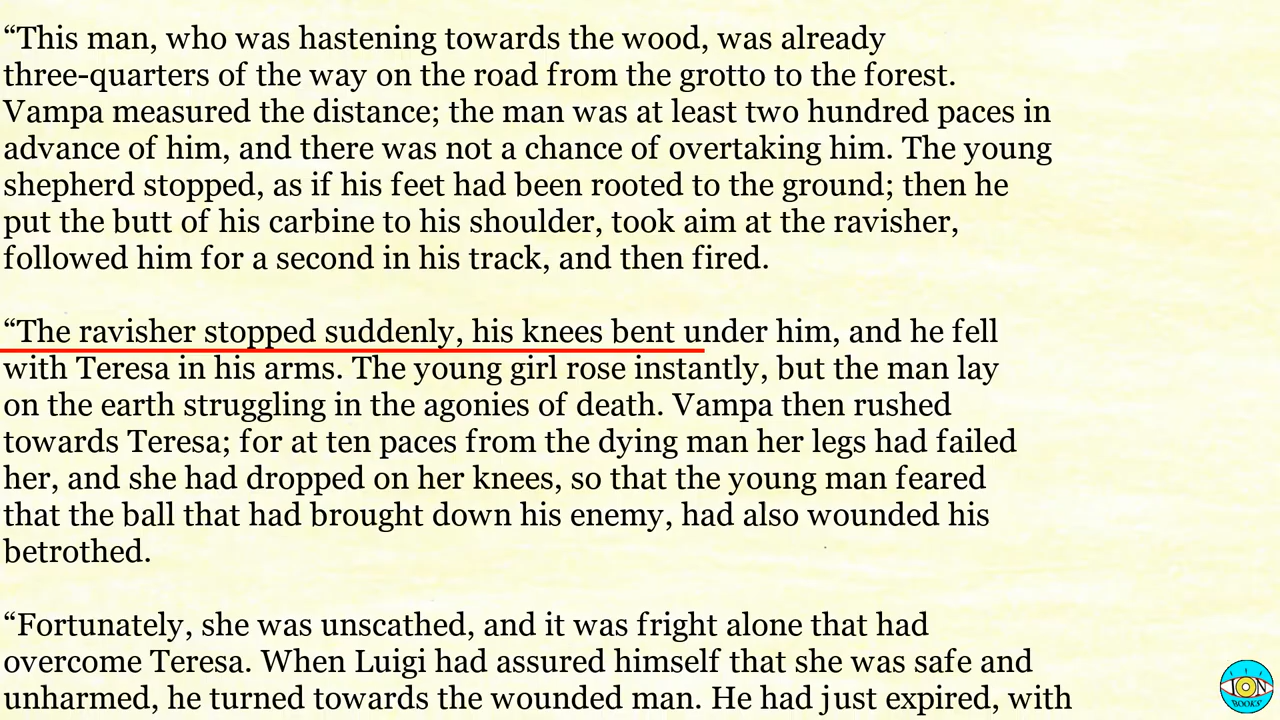 “This man, who was hastening towards the wood, was already
three-quarters of the way on the road from the grotto to the forest.
Vampa measured the distance; the man was at least two hundred paces in
advance of him, and there was not a chance of overtaking him. The young
shepherd stopped, as if his feet had been rooted to the ground; then he
put the butt of his carbine to his shoulder, took aim at the ravisher,
followed him for a second in his track, and then fired.
“The ravisher stopped suddenly, his knees bent under him, and he fell
with Teresa in his arms. The young girl rose instantly, but the man lay
on the earth struggling in the agonies of death. Vampa then rushed
towards Teresa; for at ten paces from the dying man her legs had failed
her, and she had dropped on her knees, so that the young man feared
that the ball that had brought down his enemy, had also wounded his
betrothed.
“Fortunately, she was unscathed, and it was fright alone that had
overcome Teresa. When Luigi had assured himself that she was safe and
unharmed, he turned towards the wounded man. He had just expired, with
ION
BOOKS